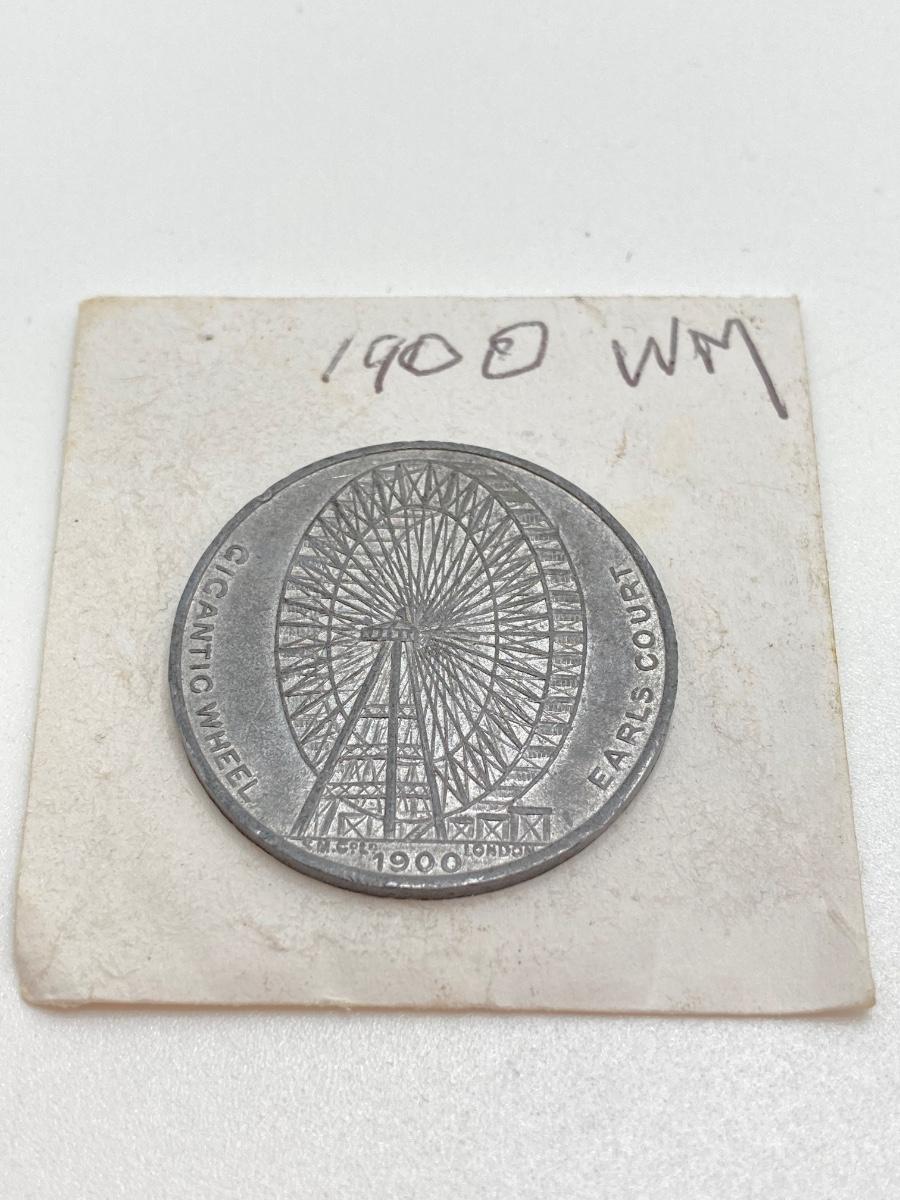 1900 WM
GIGANTIC WHEEL
EARLS COURT
LONDON
1900